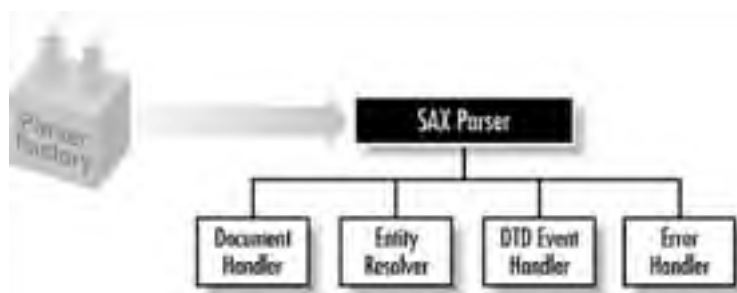 Parser
Factory
SAX Parser
Document
Handler
Entity
Resolver
DTD Event
Handler
Error
Handler